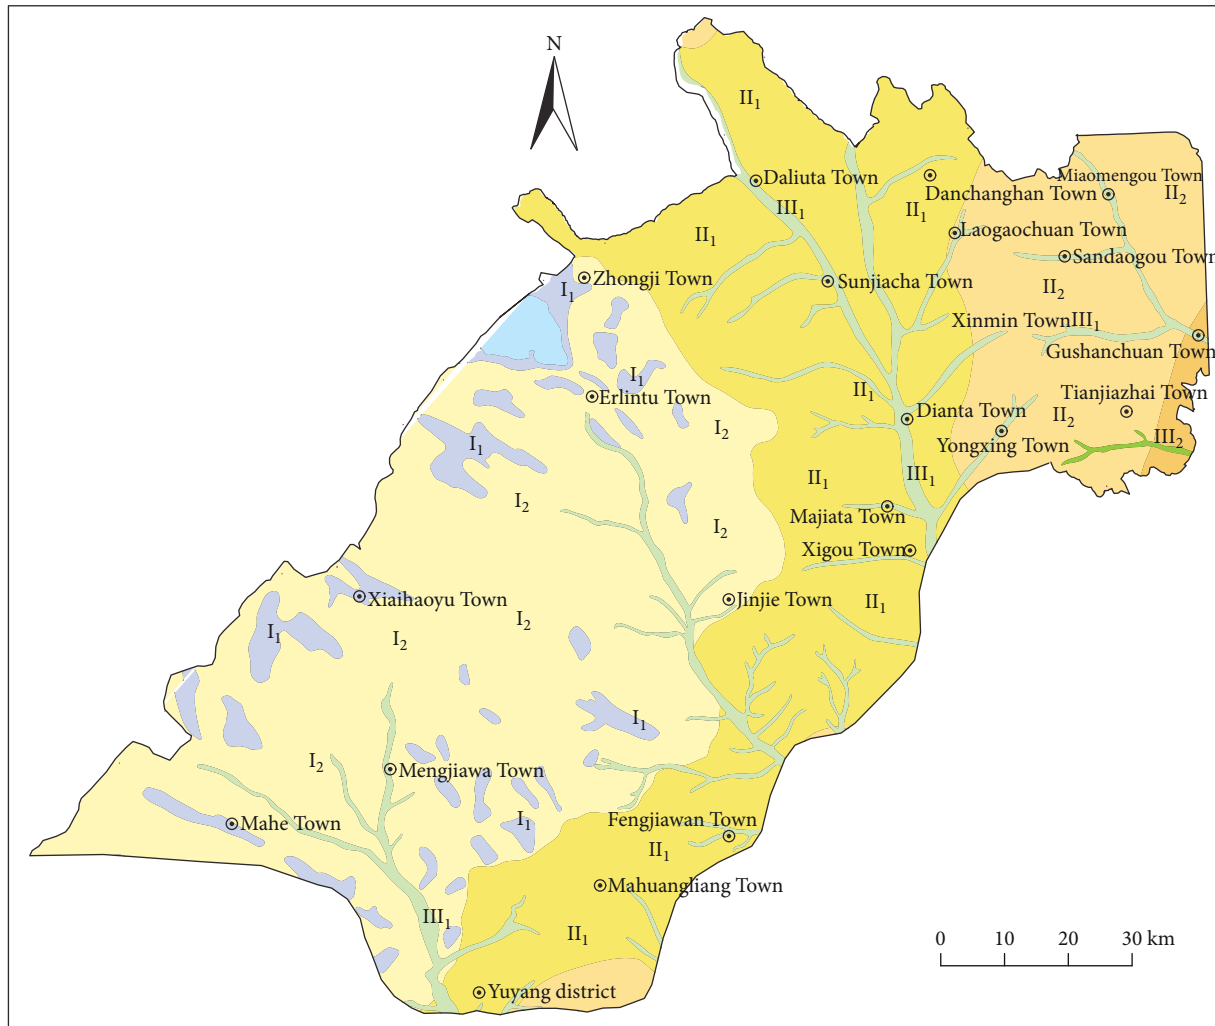 N
II₁
Miaomengou Town
Daliuta Town
Danchanghan Town
II₂
III₁
II₁
Laogaochuan Town
II₁
Sandaogou Town
Zhongji Town
Sunjiacha Town
I₁
II₂
Xinmin Town
III₁
Gushanchuan Town
I₁
II₁
Tianjiazhai Town
Erlintu Town
Dianta Town
II₂
I₂
Yongxing Town
III₂
I₁
II₁
III₁
I₂
Majiata Town
I₂
Xigou Town
Xiaihaoyu Town
Jinjie Town
II₁
I₂
I₁
I₂
I₁
I₂
Mengjiawa Town
Mahe Town
I₁
Fengjiawan Town
II₁
Mahuangliang Town
III₁
II₁
0 10 20 30 km
Yuyang district